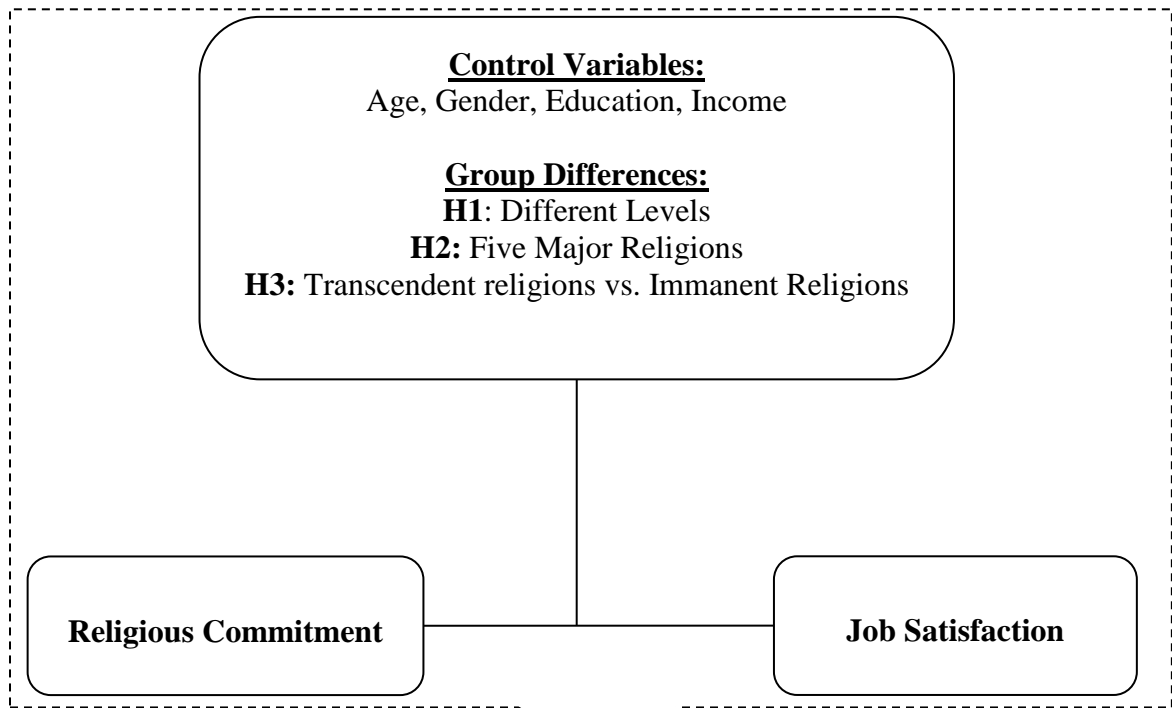 Control Variables:
Age, Gender, Education, Income
Group Differences:
H1: Different Levels
H2: Five Major Religions
H3: Transcendent religions vs. Immanent Religions
Religious Commitment
Job Satisfaction